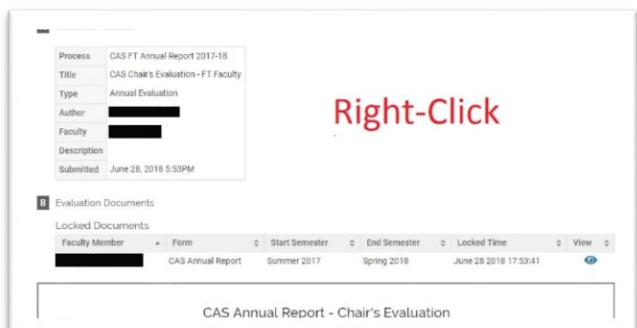 Process CAS FT Annual Report 2017-18
Title CAS Chair's Evaluation - FT Faculty
Type Annual Evaluation
Author
Faculty
Description
Submitted June 28, 2018 5:53PM
Right-Click
B Evaluation Documents
Locked Documents
Faculty Member Form Start Semester End Semester Locked Time View
CAS Annual Report Summer 2017 Spring 2018 June 28 2018 17:53:41
CAS Annual Report - Chair's Evaluation